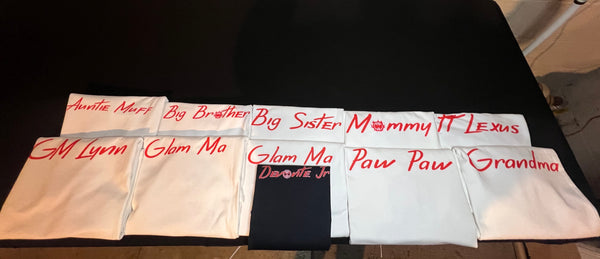 Auntie Muff
Big Brother
Big Sister
Mommy
TT Lexus
GM Lynn
Glam Ma
Glam Ma
Paw Paw
Grandma
Devonte Jr